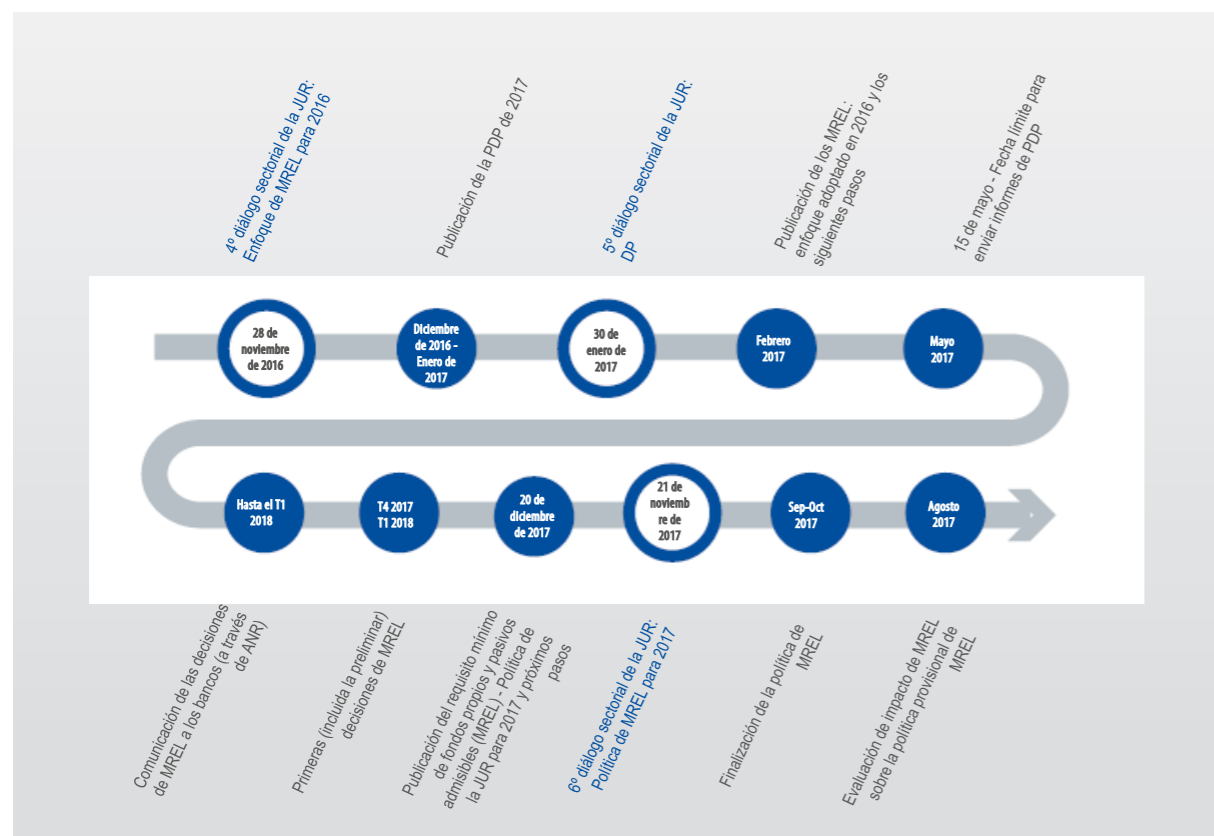 4º diálogo sectorial de la JUR:
Enfoque de MREL para 2016
Publicación de la PDP de 2017
5º diálogo sectorial de la JUR:
DP
Publicación de los MREL:
enfoque adoptado en 2016 y los
siguientes pasos
15 de mayo - Fecha límite para
enviar informes de PDP
28 de
noviembre
de 2016
Diciembre
de 2016 –
Enero de
2017
30 de
enero de
2017
Febrero
2017
Mayo
2017
Hasta el T1
2018
T4 2017
T1 2018
20 de
diciembre
de 2017
21 de
noviemb
re de
2017
Sep-Oct
2017
Agosto
2017
Comunicación de las decisiones
de MREL a los bancos (a través
de ANR)
Primeras (incluida la preliminar)
decisiones de MREL
Publicación del requisito mínimo
de fondos propios y pasivos
admisibles (MREL) - Política de
la JUR para 2017 y próximos
pasos
6º diálogo sectorial de la JUR:
Política de MREL para 2017
Finalización de la política de
MREL
Evaluación de impacto de MREL
sobre la política provisional de
MREL